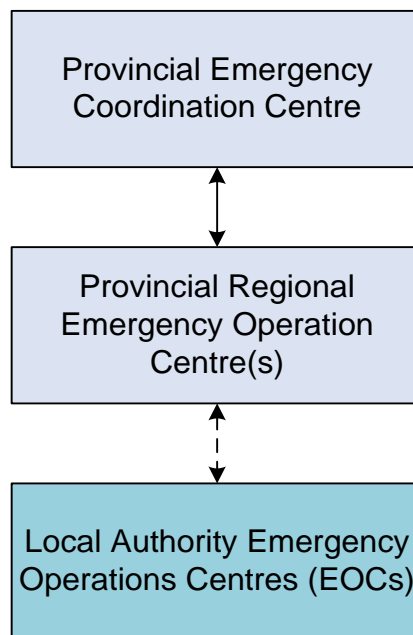 Provincial Emergency
Coordination Centre
Provincial Regional
Emergency Operation
Centre(s)
Local Authority Emergency
Operations Centres (EOCs)